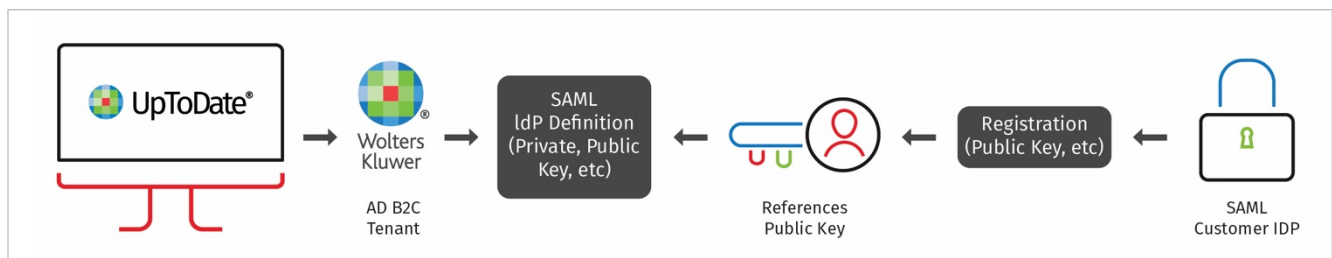 UpToDate®
®
Wolters
Kluwer
AD B2C
Tenant
SAML
ldP Definition
(Private, Public
Key, etc)
References
Public Key
Registration
(Public Key, etc)
SAML
Customer IDP